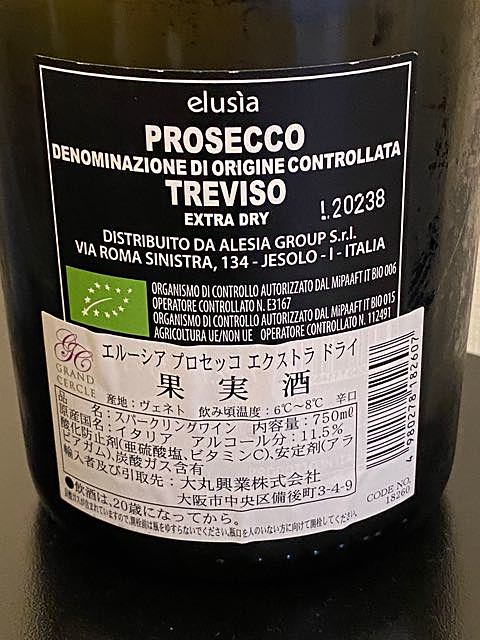 elusìa
PROSECCO
DENOMINAZIONE DI ORIGINE CONTROLLATA
TREVISO
EXTRA DRY
L.20238
DISTRIBUITO DA ALESIA GROUP S.r.l.
VIA ROMA SINISTRA, 134 - JESOLO - I - ITALIA
ORGANISMO DI CONTROLLO AUTORIZZATO DAL MiPAAFT IT BIO 006
OPERATORE CONTROLLATO N. E3167
ORGANISMO DI CONTROLLO AUTORIZZATO DAL MiPAAFT IT BIO 015
AGRICOLTURA UE/NON UE OPERATORE CONTROLLATO N. 112491
GC
GRAND
CERCLE
エルーシア プロセッコ エクストラ ドライ
果実酒
産地：ヴェネト 飲み頃温度：6℃～8℃ 辛口
品名：スパークリングワイン 内容量：750mℓ
原産国名：イタリア アルコール分：11.5%
酸化防止剤(亜硫酸塩、ビタミンC)、安定剤(アラ
ビアガム)、炭酸ガス含有
輸入者及び引取先：大丸興業株式会社
大阪市中央区備後町3-4-9
●飲酒は、20歳になってから。
4 960278 182607
CODE NO.
18260